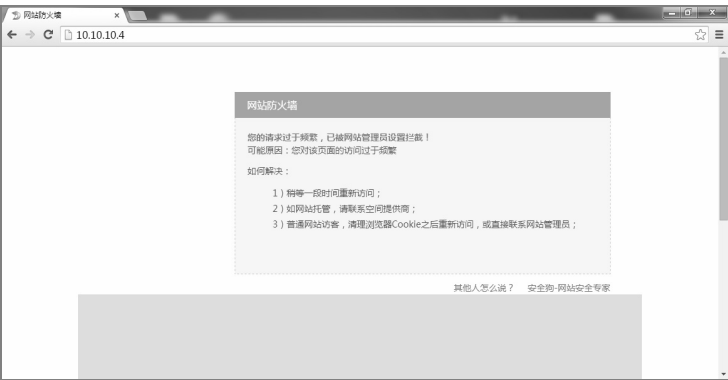 网站防火墙
10.10.10.4
网站防火墙
您的请求过于频繁，已被网站管理员设置拦截！
可能原因：您对该页面的访问过于频繁
如何解决：
1）稍等一段时间重新访问；
2）如网站托管，请联系空间提供商；
3）普通网站访客，清理浏览器Cookie之后重新访问，或直接联系网站管理员；
其他人怎么说？ 安全狗-网站安全专家